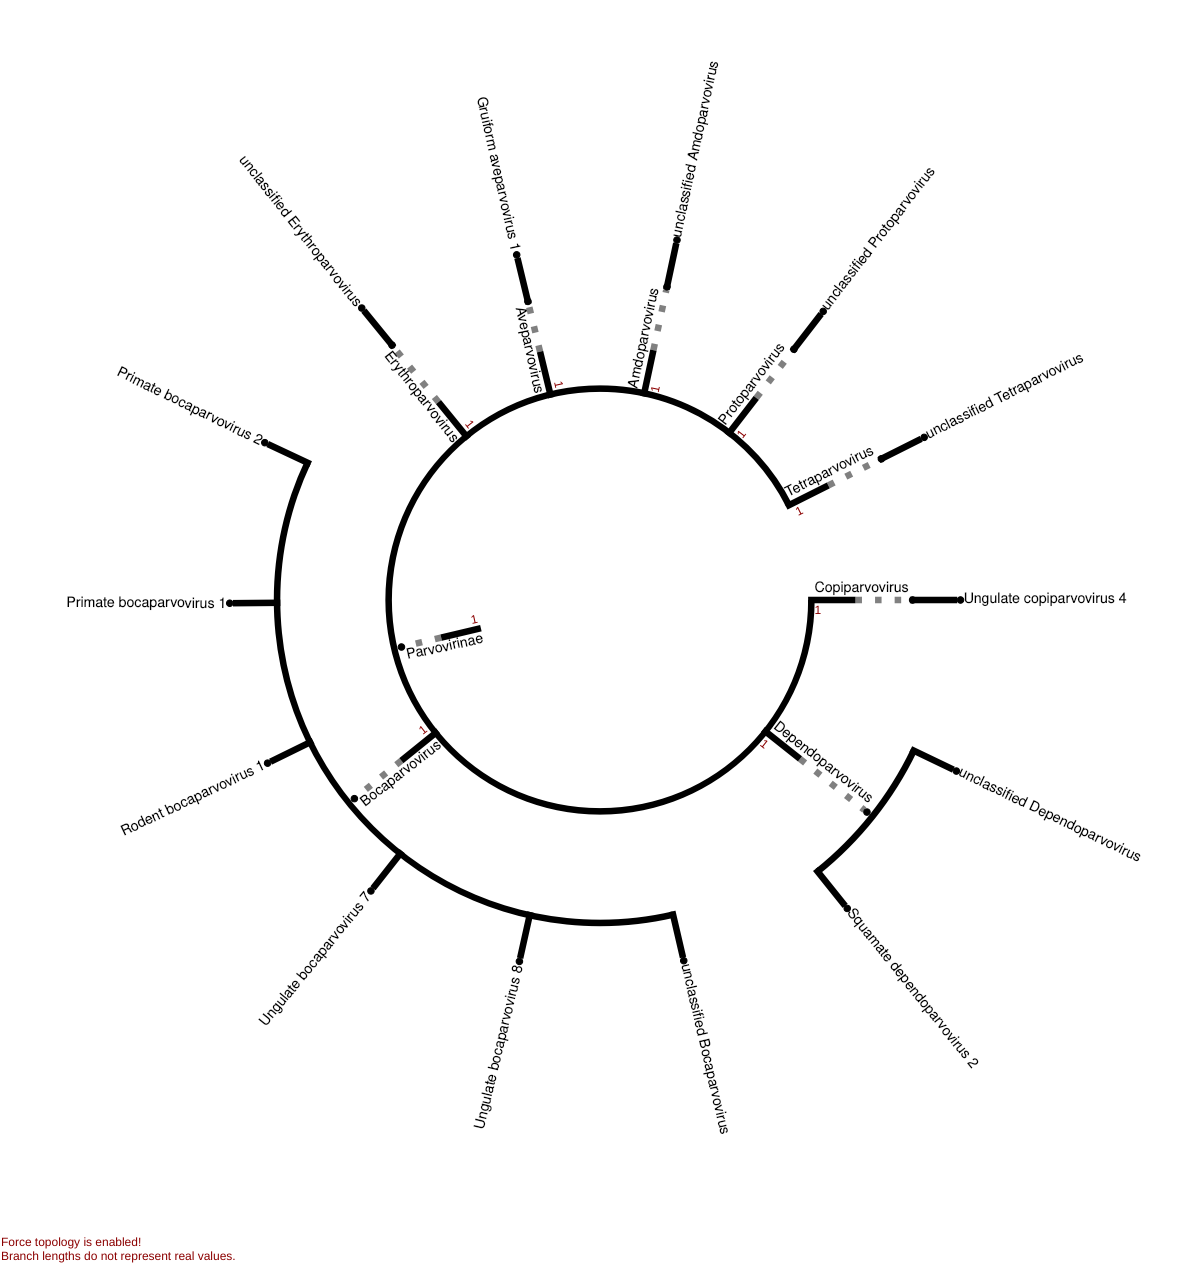 unclassified Amdoparvovirus
Gruiform aveparvovirus 1
unclassified Erythroparvovirus
unclassified Protoparvovirus
Amdoparvovirus
1
Aveparvovirus
1
Erythroparvovirus
1
Protoparvovirus
1
unclassified Tetraparvovirus
Tetraparvovirus
1
Primate bocaparvovirus 2
Primate bocaparvovirus 1
Copiparvovirus
1
Ungulate copiparvovirus 4
1
Parvovirinae
1
Bocaparvovirus
Dependoparvovirus
1
unclassified Dependoparvovirus
Squamate dependoparvovirus 2
Rodent bocaparvovirus 1
Ungulate bocaparvovirus 7
Ungulate bocaparvovirus 8
unclassified Bocaparvovirus
Force topology is enabled!
Branch lengths do not represent real values.